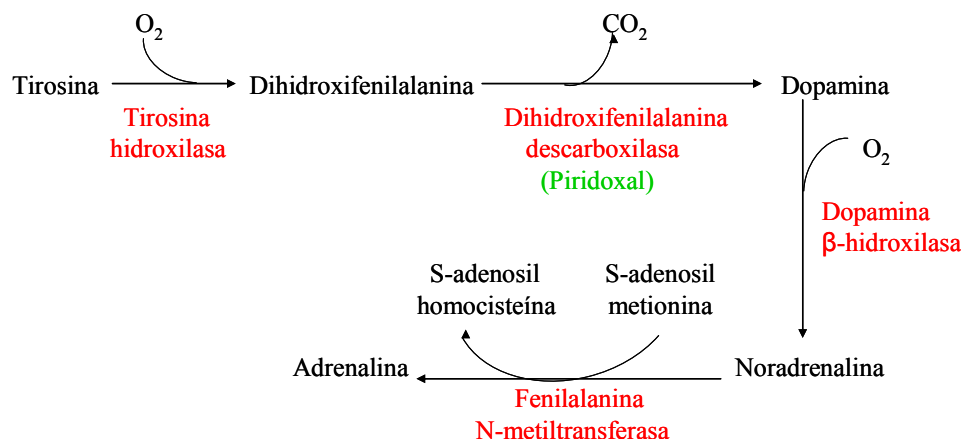 O₂
CO₂
Tirosina
Dihidroxifenilalanina
Dopamina
Tirosina
hidroxilasa
Dihidroxifenilalanina
descarboxilasa
(Piridoxal)
O₂
Dopamina
β-hidroxilasa
S-adenosil
homocisteína
S-adenosil
metionina
Adrenalina
Noradrenalina
Fenilalanina
N-metiltransferasa